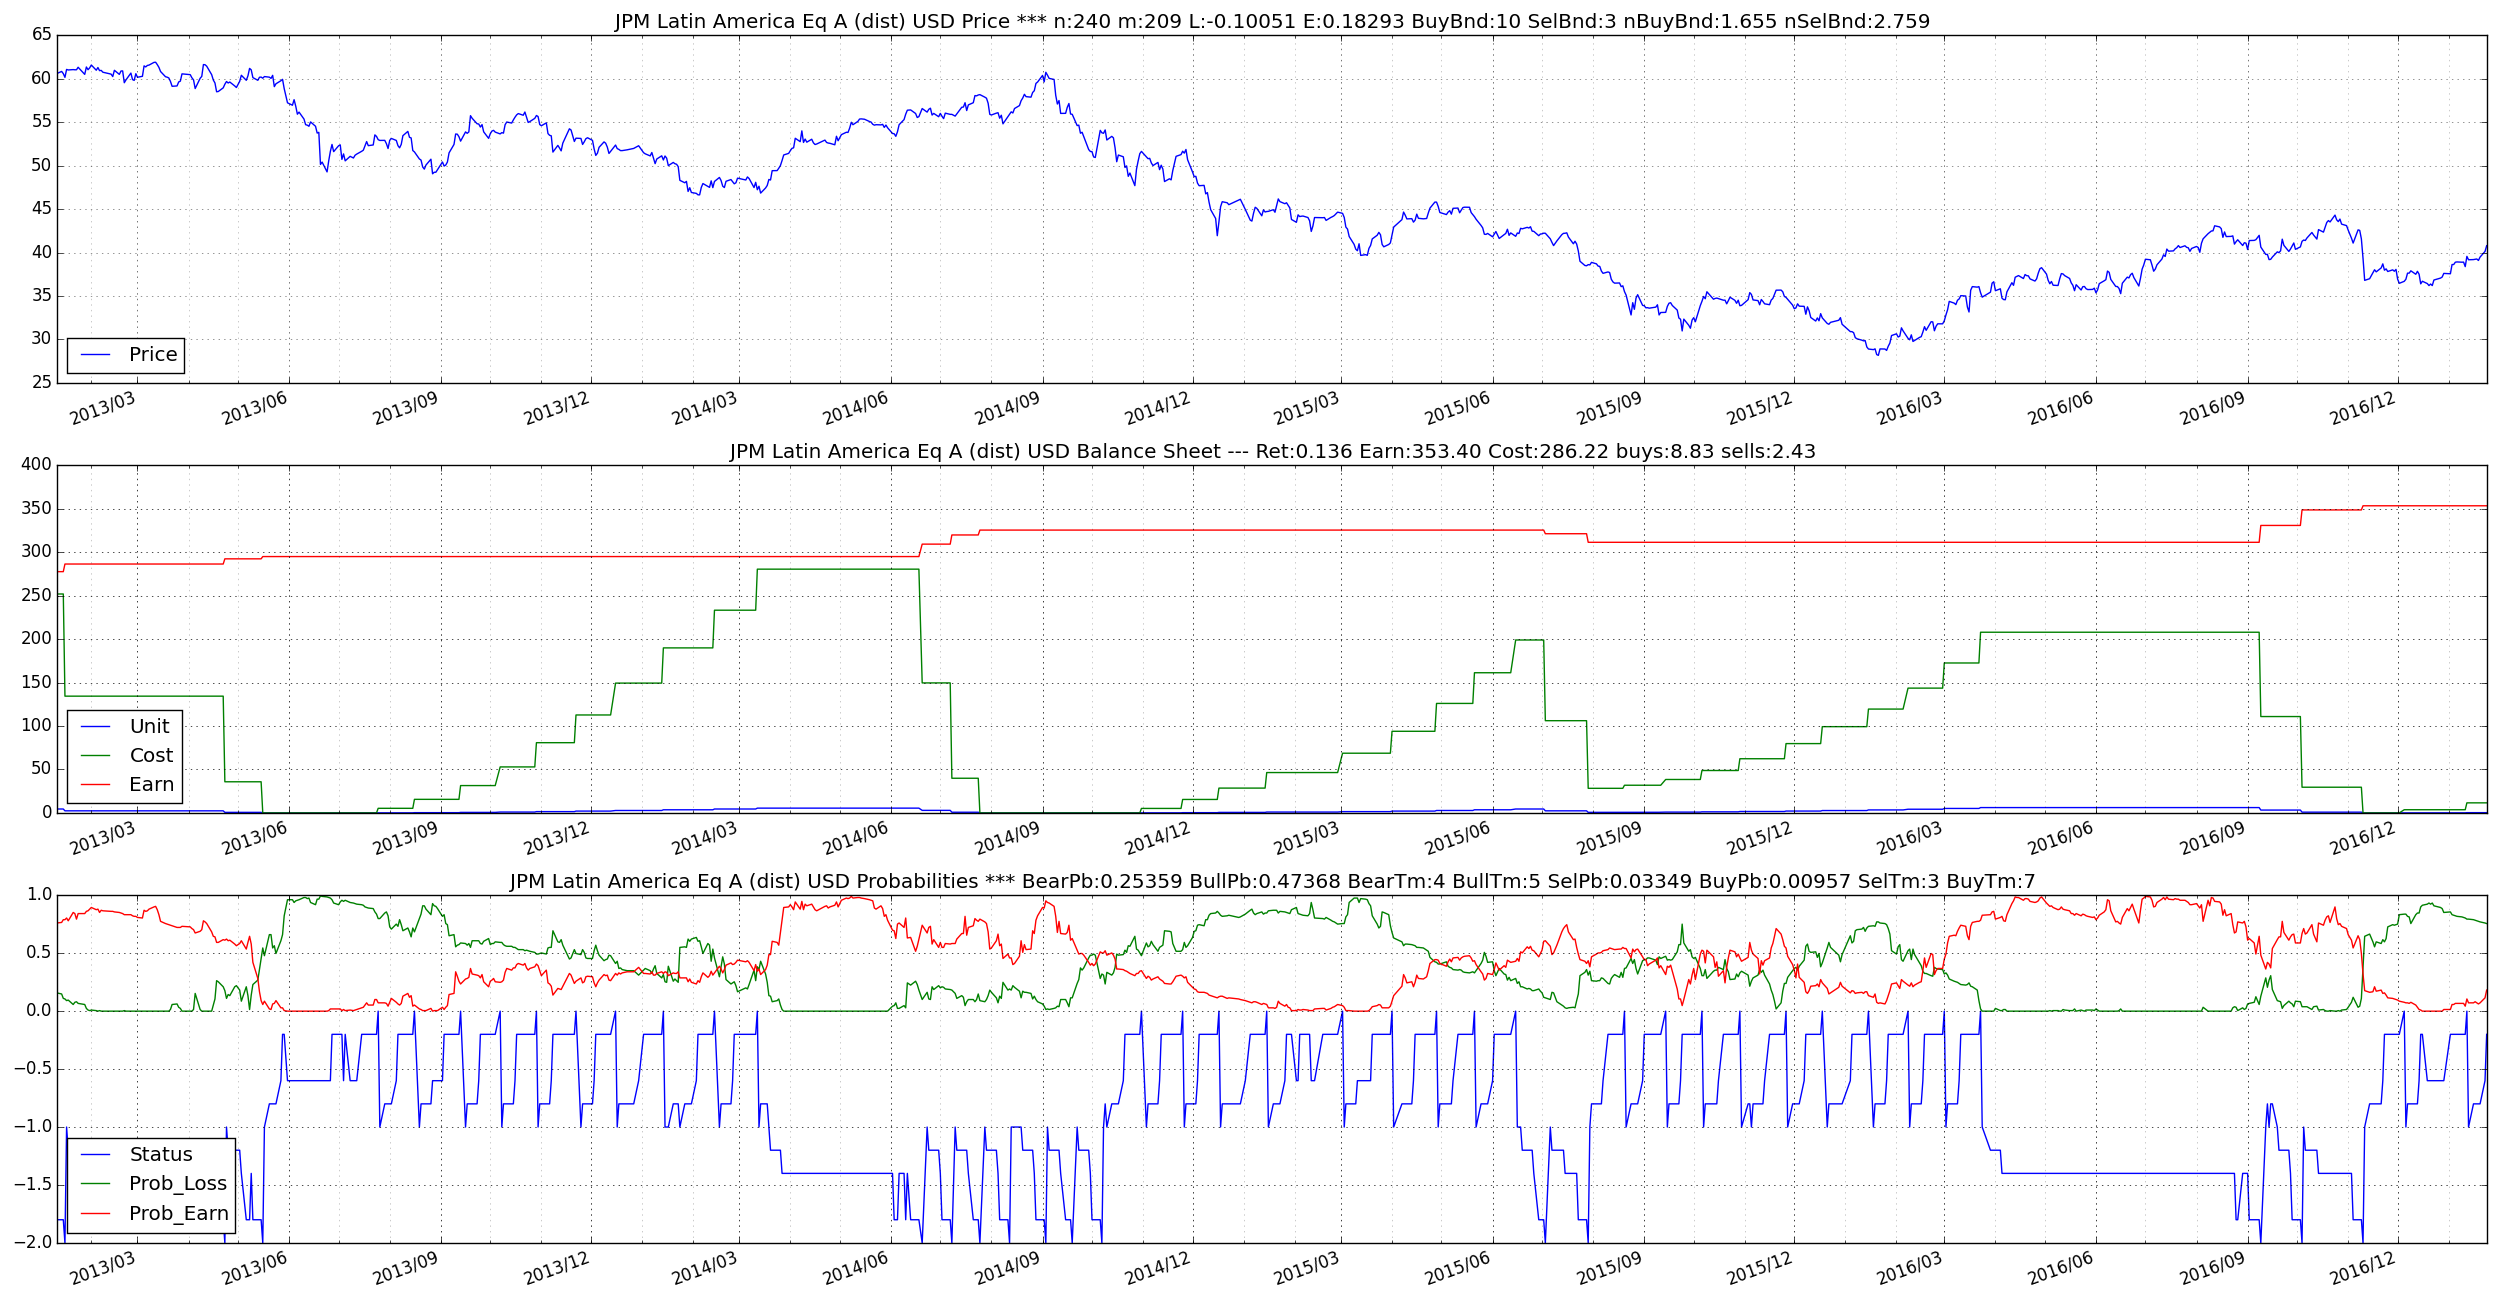 JPM Latin America Eq A (dist) USD Price *** n:240 m:209 L:-0.10051 E:0.18293 BuyBnd:10 SelBnd:3 nBuyBnd:1.655 nSelBnd:2.759
65
60
55
50
45
40
35
30
25
Price
2013/03 2013/06 2013/09 2013/12 2014/03 2014/06 2014/09 2014/12 2015/03 2015/06 2015/09 2015/12 2016/03 2016/06 2016/09 2016/12
JPM Latin America Eq A (dist) USD Balance Sheet --- Ret:0.136 Earn:353.40 Cost:286.22 buys:8.83 sells:2.43
400
350
300
250
200
150
100
50
0
Unit
Cost
Earn
2013/03 2013/06 2013/09 2013/12 2014/03 2014/06 2014/09 2014/12 2015/03 2015/06 2015/09 2015/12 2016/03 2016/06 2016/09 2016/12
JPM Latin America Eq A (dist) USD Probabilities *** BearPb:0.25359 BullPb:0.47368 BearTm:4 BullTm:5 SelPb:0.03349 BuyPb:0.00957 SelTm:3 BuyTm:7
1.0
0.5
0.0
−0.5
−1.0
−1.5
−2.0
Status
Prob_Loss
Prob_Earn
2013/03 2013/06 2013/09 2013/12 2014/03 2014/06 2014/09 2014/12 2015/03 2015/06 2015/09 2015/12 2016/03 2016/06 2016/09 2016/12